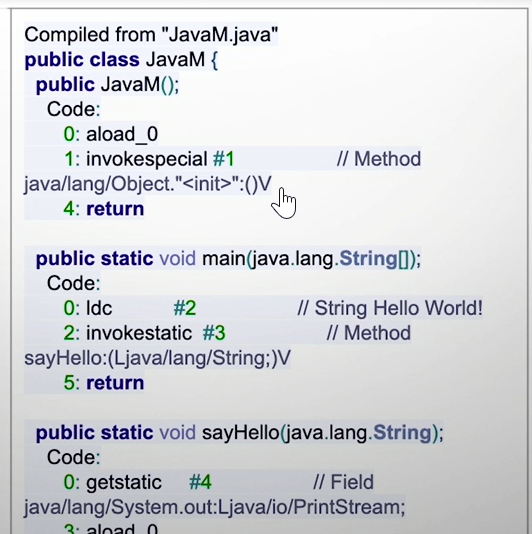 Compiled from "JavaM.java"
public class JavaM {
public JavaM();
Code:
0: aload_0
1: invokespecial #1 // Method
java/lang/Object."<init>":()V
4: return
public static void main(java.lang.String[]);
Code:
0: ldc #2 // String Hello World!
2: invokestatic #3 // Method
sayHello:(Ljava/lang/String;)V
5: return
public static void sayHello(java.lang.String);
Code:
0: getstatic #4 // Field
java/lang/System.out:Ljava/io/PrintStream;
3: aload_0